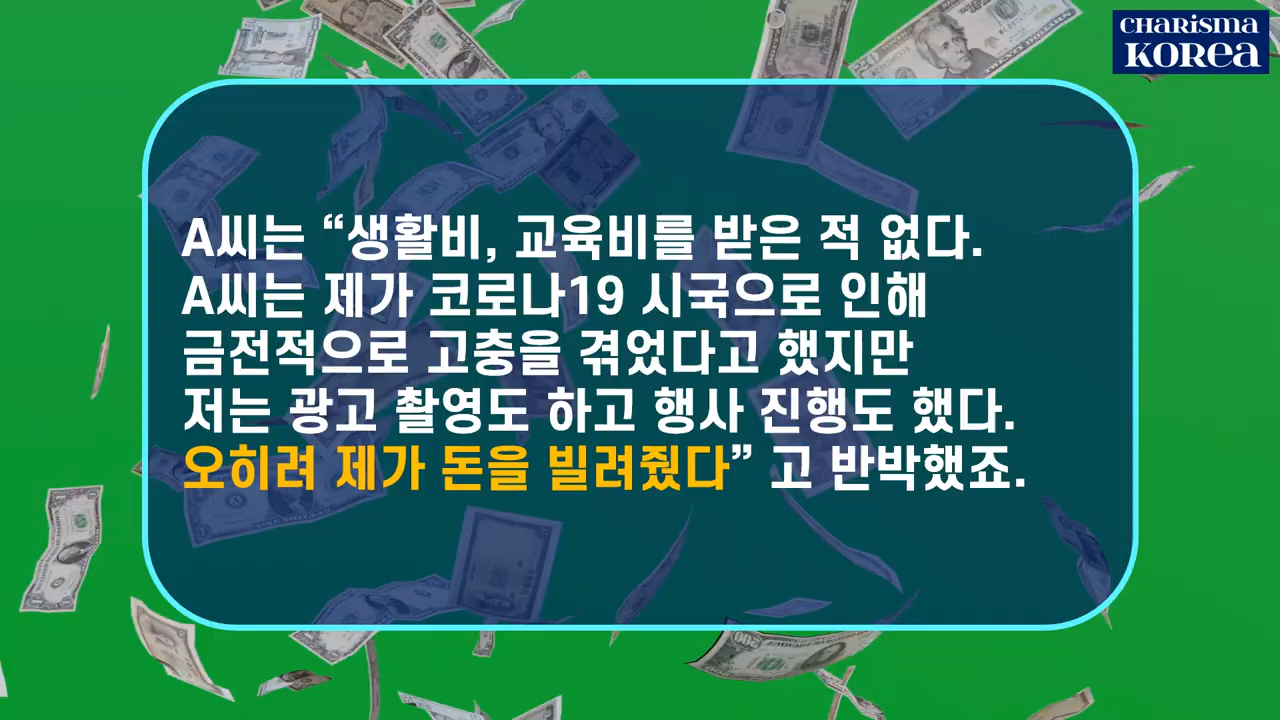 CHARISMA
KOREA
A씨는 “생활비, 교육비를 받은 적 없다.
A씨는 제가 코로나19 시국으로 인해
금전적으로 고충을 겪었다고 했지만
저는 광고 촬영도 하고 행사 진행도 했다.
오히려 제가 돈을 빌려줬다” 고 반박했죠.